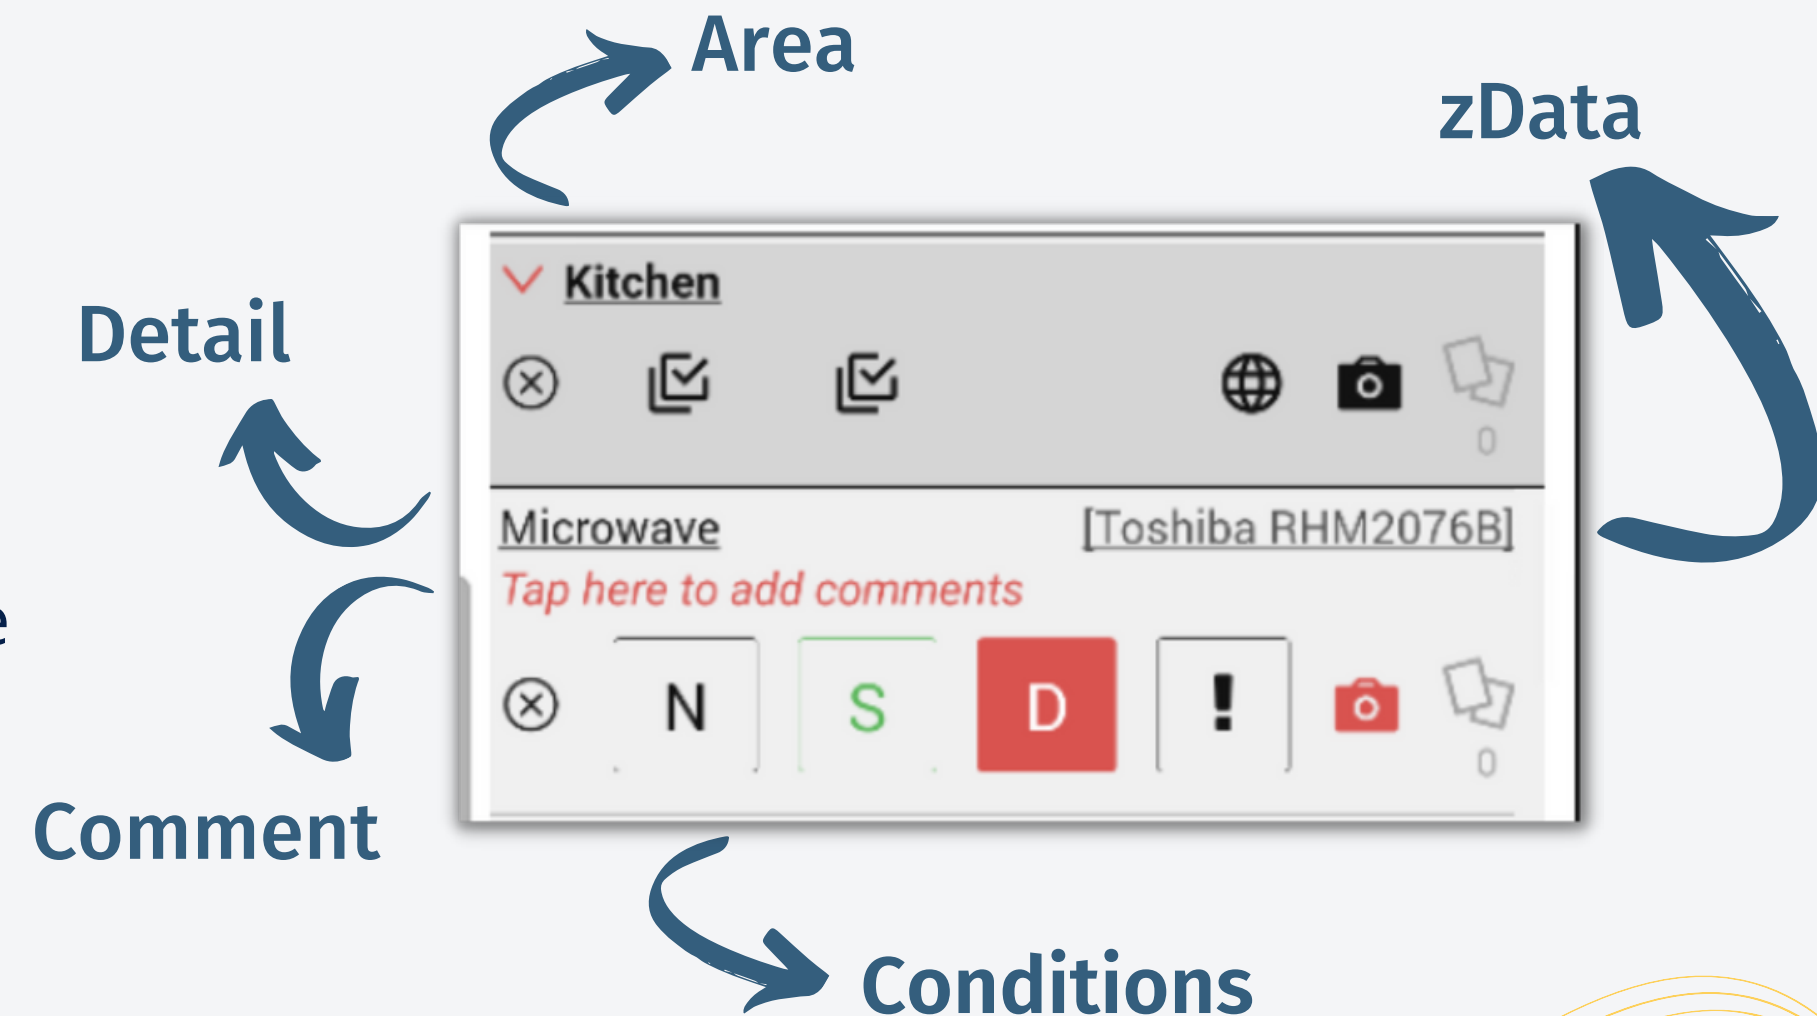 Area
zData
Kitchen
Detail
0
Microwave [Toshiba RHM2076B]
Tap here to add comments
e
N S D !
0
Comment
Conditions